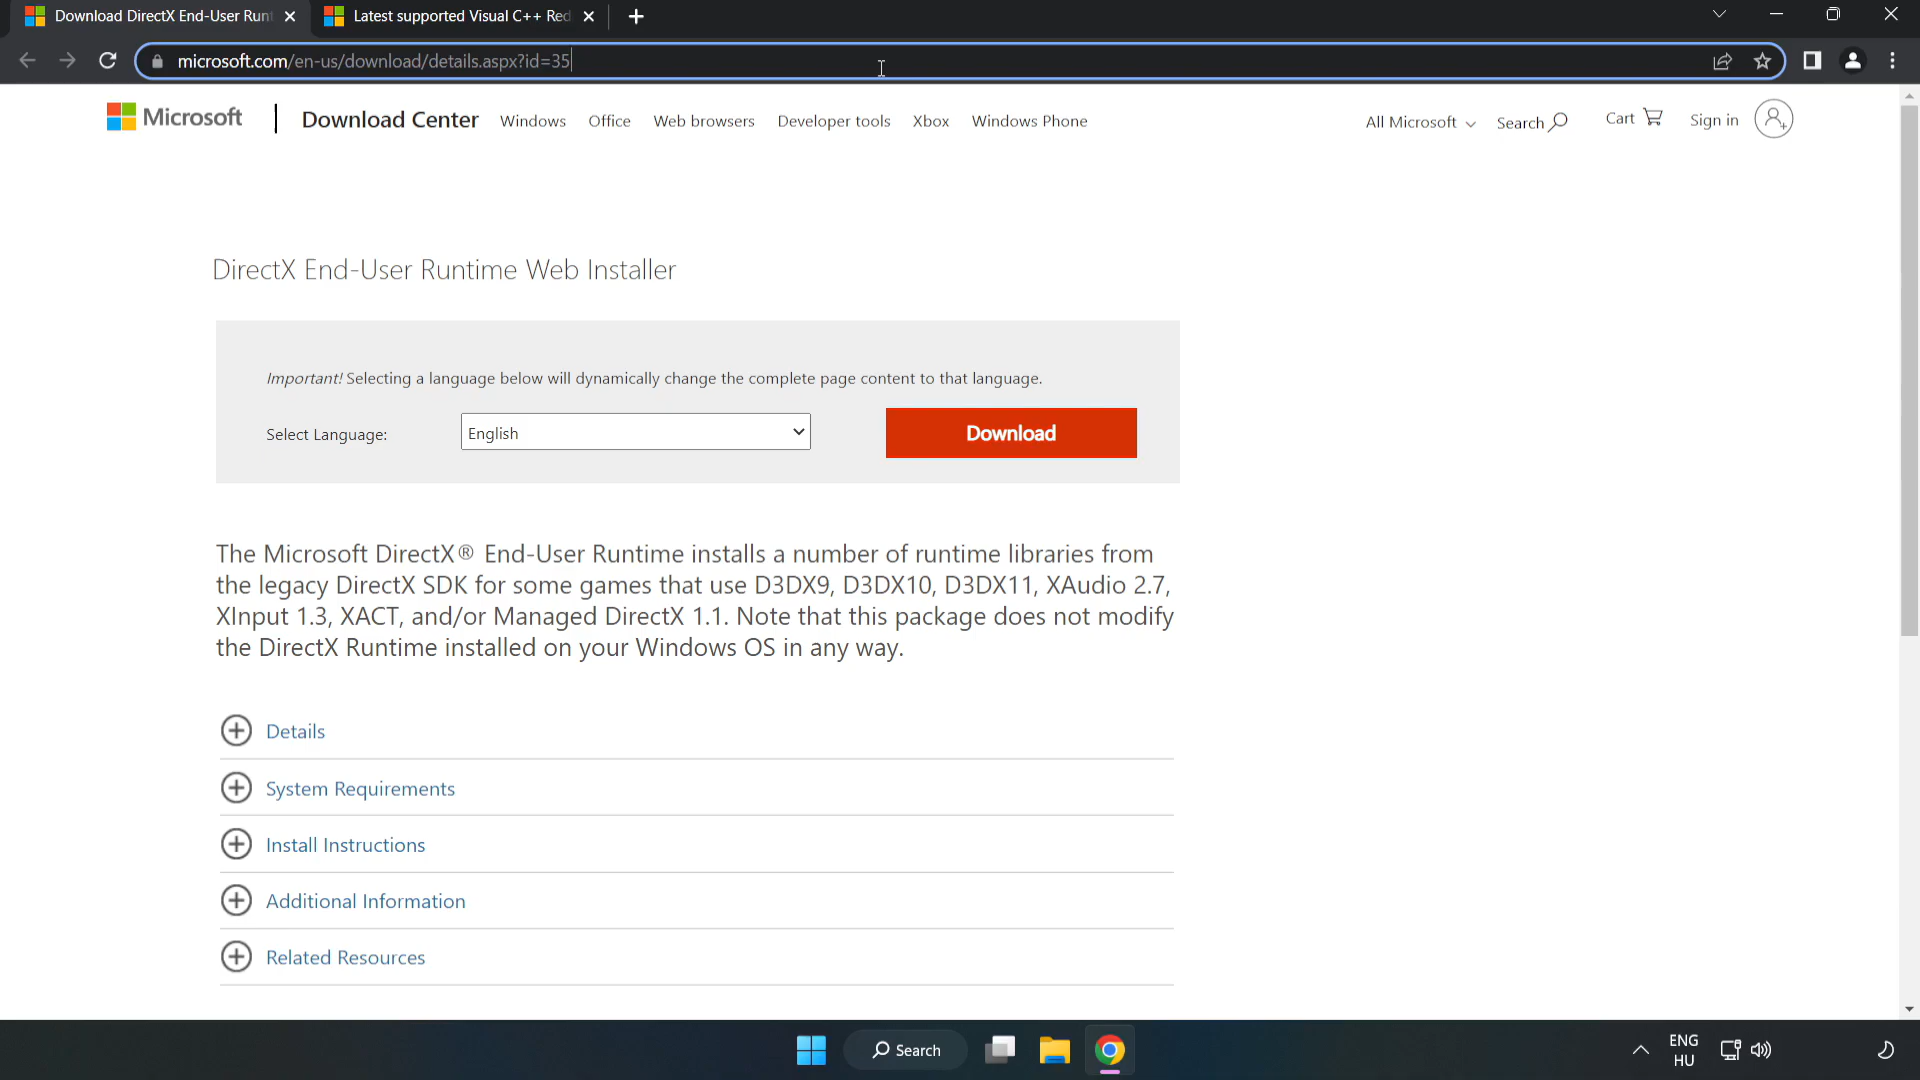 Download DirectX End-User Runt
Latest supported Visual C++ Red
microsoft.com/en-us/download/details.aspx?id=35
Microsoft
Download Center
Windows
Office
Web browsers
Developer tools
Xbox
Windows Phone
All Microsoft
Search
Cart
Sign in
DirectX End-User Runtime Web Installer
Important! Selecting a language below will dynamically change the complete page content to that language.
Select Language:
English
Download
The Microsoft DirectX® End-User Runtime installs a number of runtime libraries from
the legacy DirectX SDK for some games that use D3DX9, D3DX10, D3DX11, XAudio 2.7,
XInput 1.3, XACT, and/or Managed DirectX 1.1. Note that this package does not modify
the DirectX Runtime installed on your Windows OS in any way.
Details
System Requirements
Install Instructions
Additional Information
Related Resources
Search
ENG
HU